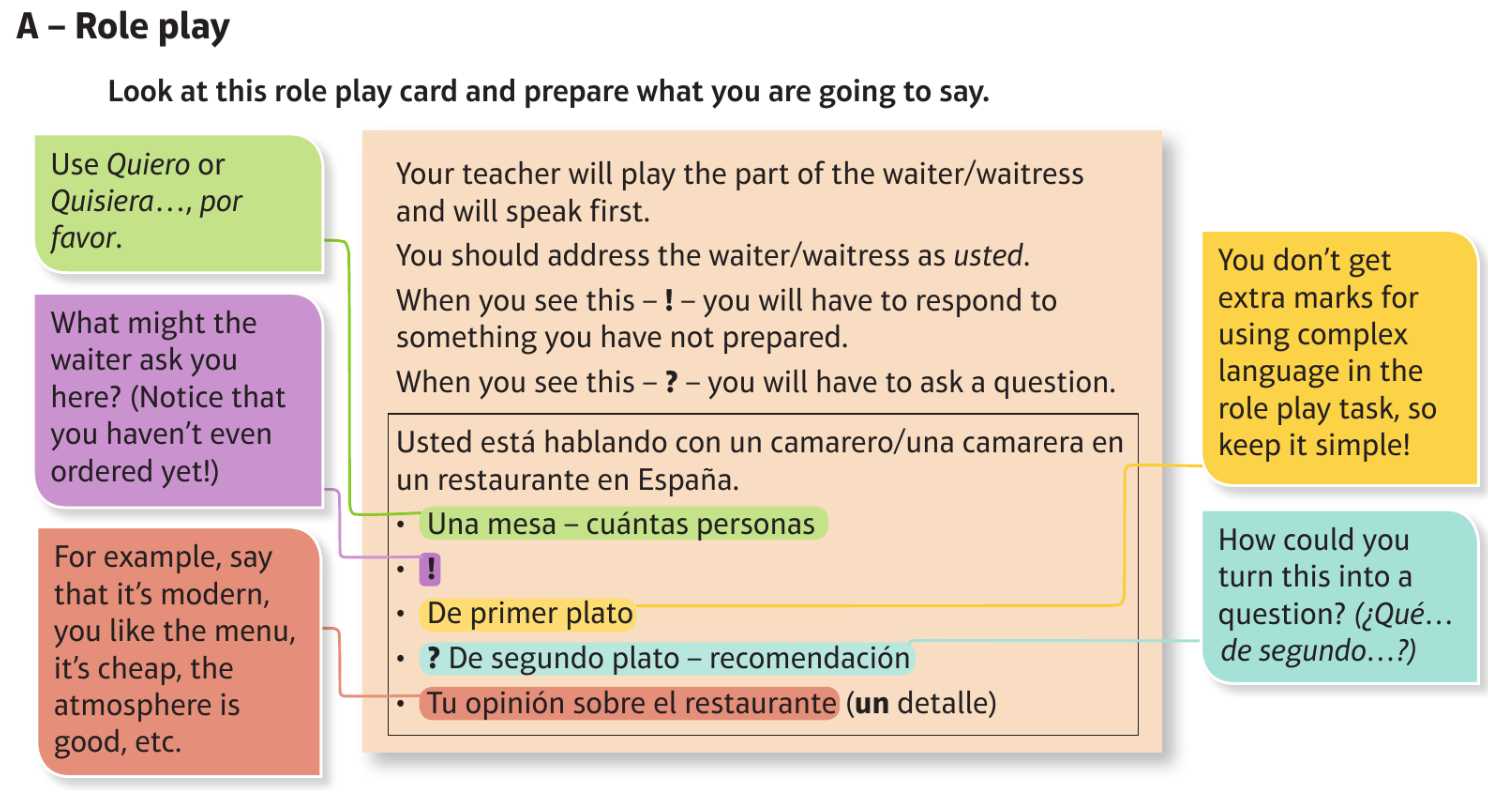 A – Role play
Look at this role play card and prepare what you are going to say.
Use Quiero or
Quisiera…, por
favor.
What might the
waiter ask you
here? (Notice that
you haven’t even
ordered yet!)
For example, say
that it’s modern,
you like the menu,
it’s cheap, the
atmosphere is
good, etc.
Your teacher will play the part of the waiter/waitress
and will speak first.
You should address the waiter/waitress as usted.
When you see this – ! – you will have to respond to
something you have not prepared.
When you see this – ? – you will have to ask a question.
Usted está hablando con un camarero/una camarera en
un restaurante en España.
• Una mesa – cuántas personas
• !
• De primer plato
• ? De segundo plato – recomendación
• Tu opinión sobre el restaurante (un detalle)
You don’t get
extra marks for
using complex
language in the
role play task, so
keep it simple!
How could you
turn this into a
question? (¿Qué…
de segundo…?)